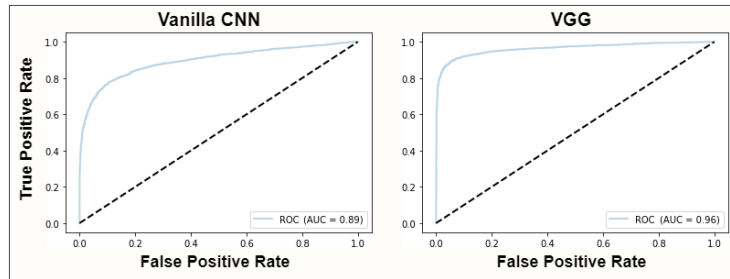 Vanilla CNN
True Positive Rate
1.0
0.8
0.6
0.4
0.2
0.0
ROC (AUC = 0.89)
0.0 0.2 0.4 0.6 0.8 1.0
False Positive Rate
VGG
1.0
0.8
0.6
0.4
0.2
0.0
ROC (AUC = 0.96)
0.0 0.2 0.4 0.6 0.8 1.0
False Positive Rate